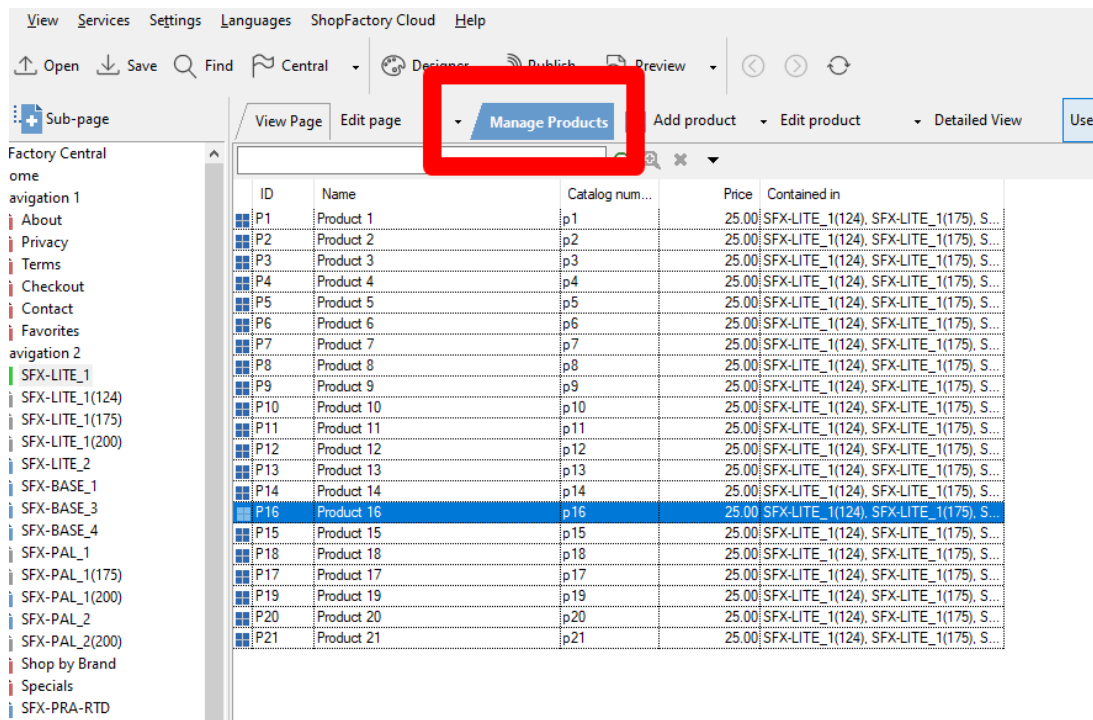 View Services Settings Languages ShopFactory Cloud Help
Open Save Find Central Designer Publish Preview
Sub-page View Page Edit page Manage Products Add product Edit product Detailed View Use
Factory Central
ome
avigation 1
About
Privacy
Terms
Checkout
Contact
Favorites
avigation 2
SFX-LITE_1
SFX-LITE_1(124)
SFX-LITE_1(175)
SFX-LITE_1(200)
SFX-LITE_2
SFX-BASE_1
SFX-BASE_3
SFX-BASE_4
SFX-PAL_1
SFX-PAL_1(175)
SFX-PAL_1(200)
SFX-PAL_2
SFX-PAL_2(200)
Shop by Brand
Specials
SFX-PRA-RTD
ID Name Catalog num... Price Contained in
P1 Product 1 p1 25.00 SFX-LITE_1(124), SFX-LITE_1(175), S...
P2 Product 2 p2 25.00 SFX-LITE_1(124), SFX-LITE_1(175), S...
P3 Product 3 p3 25.00 SFX-LITE_1(124), SFX-LITE_1(175), S...
P4 Product 4 p4 25.00 SFX-LITE_1(124), SFX-LITE_1(175), S...
P5 Product 5 p5 25.00 SFX-LITE_1(124), SFX-LITE_1(175), S...
P6 Product 6 p6 25.00 SFX-LITE_1(124), SFX-LITE_1(175), S...
P7 Product 7 p7 25.00 SFX-LITE_1(124), SFX-LITE_1(175), S...
P8 Product 8 p8 25.00 SFX-LITE_1(124), SFX-LITE_1(175), S...
P9 Product 9 p9 25.00 SFX-LITE_1(124), SFX-LITE_1(175), S...
P10 Product 10 p10 25.00 SFX-LITE_1(124), SFX-LITE_1(175), S...
P11 Product 11 p11 25.00 SFX-LITE_1(124), SFX-LITE_1(175), S...
P12 Product 12 p12 25.00 SFX-LITE_1(124), SFX-LITE_1(175), S...
P13 Product 13 p13 25.00 SFX-LITE_1(124), SFX-LITE_1(175), S...
P14 Product 14 p14 25.00 SFX-LITE_1(124), SFX-LITE_1(175), S...
P16 Product 16 p16 25.00 SFX-LITE_1(124), SFX-LITE_1(175), S...
P15 Product 15 p15 25.00 SFX-LITE_1(124), SFX-LITE_1(175), S...
P18 Product 18 p18 25.00 SFX-LITE_1(124), SFX-LITE_1(175), S...
P17 Product 17 p17 25.00 SFX-LITE_1(124), SFX-LITE_1(175), S...
P19 Product 19 p19 25.00 SFX-LITE_1(124), SFX-LITE_1(175), S...
P20 Product 20 p20 25.00 SFX-LITE_1(124), SFX-LITE_1(175), S...
P21 Product 21 p21 25.00 SFX-LITE_1(124), SFX-LITE_1(175), S...